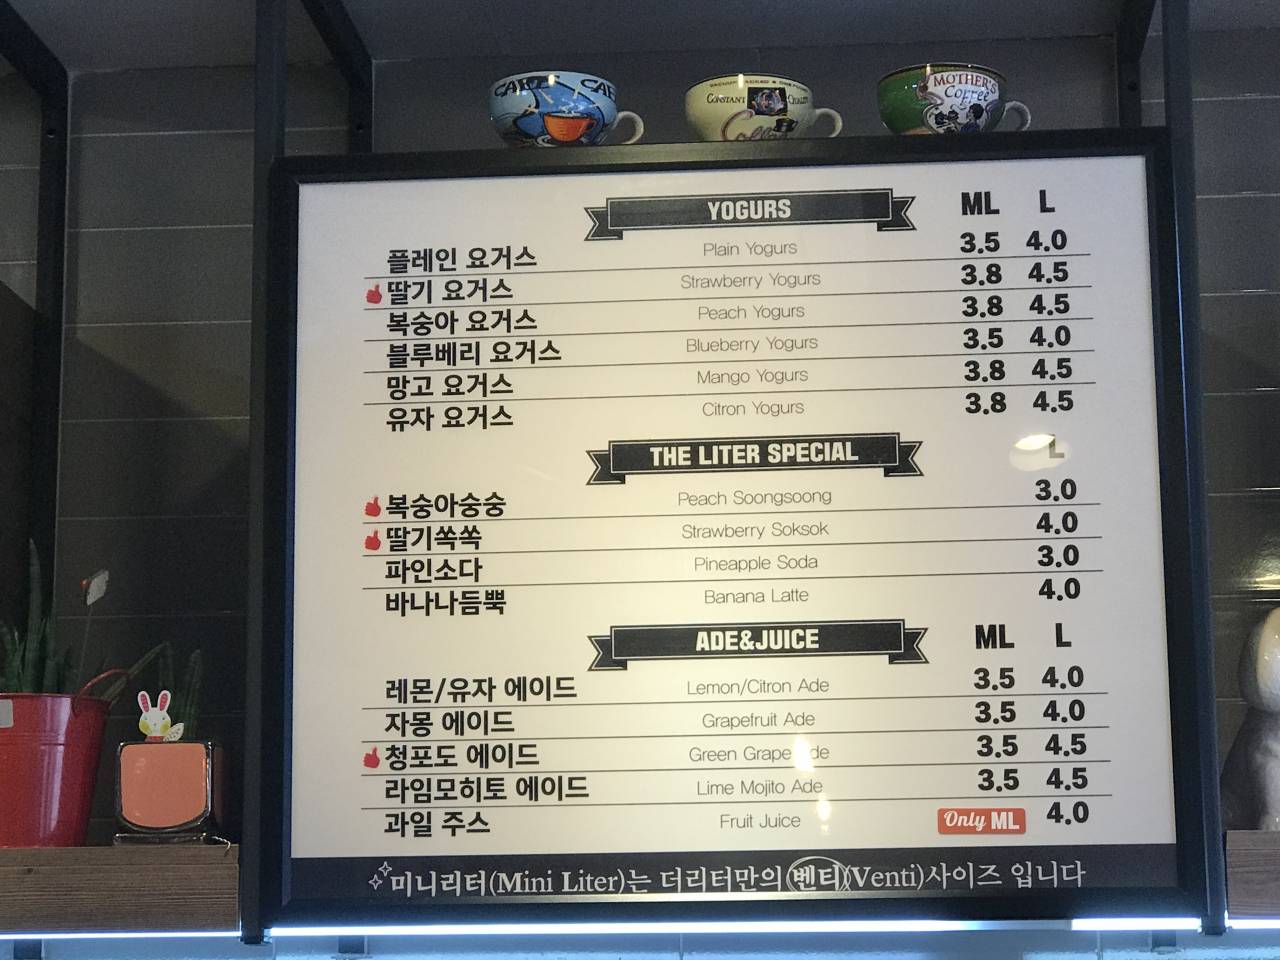 CAFE CAF
CONSTANT QUALITY
Coffee
MOTHER'S
Coffee
YOGURS ML L
플레인 요거스 Plain Yogurs 3.5 4.0
딸기 요거스 Strawberry Yogurs 3.8 4.5
복숭아 요거스 Peach Yogurs 3.8 4.5
블루베리 요거스 Blueberry Yogurs 3.5 4.0
망고 요거스 Mango Yogurs 3.8 4.5
유자 요거스 Citron Yogurs 3.8 4.5
THE LITER SPECIAL L
복숭아숭숭 Peach Soongsoong 3.0
딸기쏙쏙 Strawberry Soksok 4.0
파인소다 Pineapple Soda 3.0
바나나듬뿍 Banana Latte 4.0
ADE&JUICE ML L
레몬/유자 에이드 Lemon/Citron Ade 3.5 4.0
자몽 에이드 Grapefruit Ade 3.5 4.0
청포도 에이드 Green Grape Ade 3.5 4.5
라임모히토 에이드 Lime Mojito Ade 3.5 4.5
과일 주스 Fruit Juice Only ML 4.0
미니리터(Mini Liter)는 더리터만의 벤티(Venti)사이즈 입니다